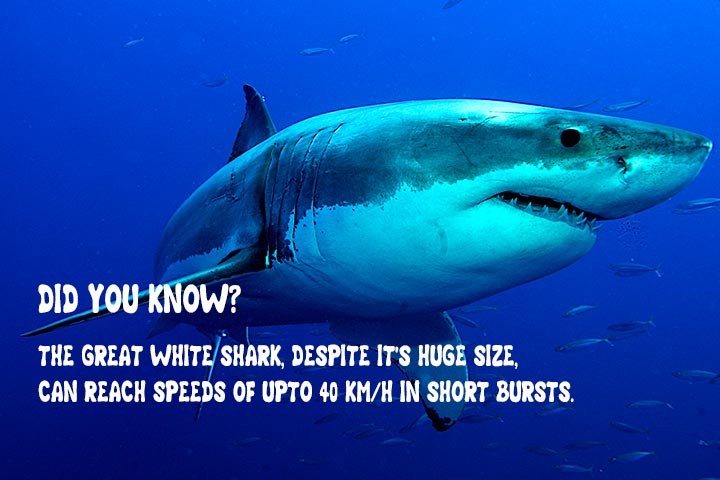 DID YOU KNOW?
THE GREAT WHITE SHARK, DESPITE IT'S HUGE SIZE,
CAN REACH SPEEDS OF UPTO 40 KM/H IN SHORT BURSTS.